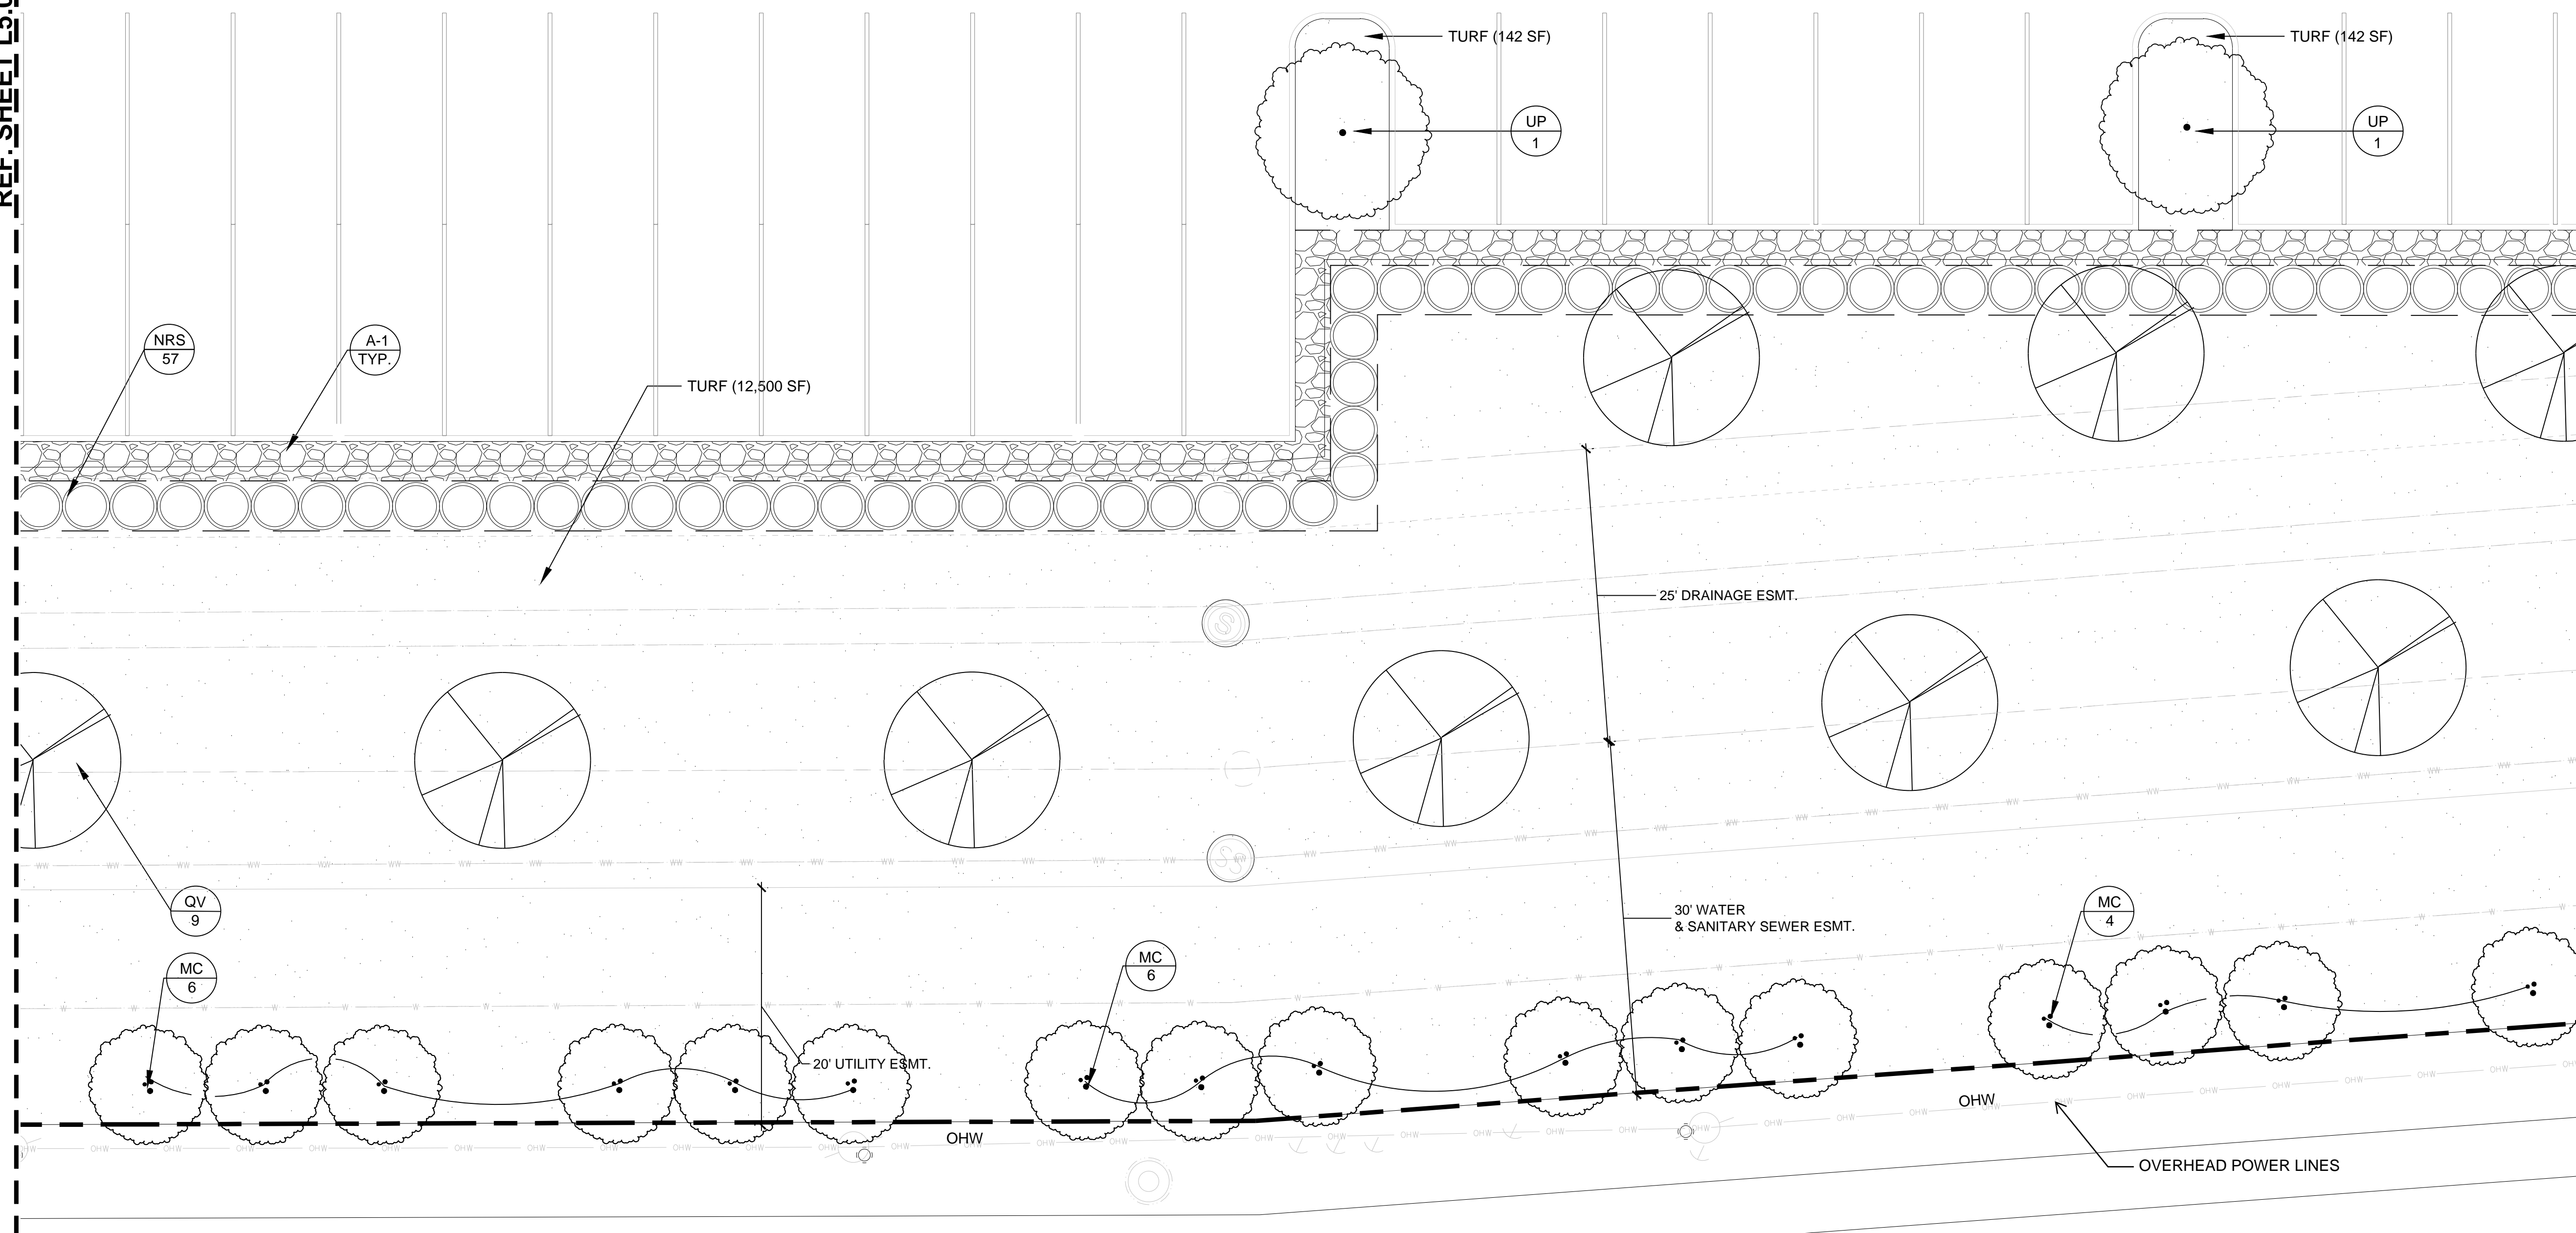 REF. SHEET L5.0
TURF (142 SF)
TURF (142 SF)
UP
1
UP
1
NRS
57
A-1
TYP.
TURF (12,500 SF)
25' DRAINAGE ESMT.
S
SS
QV
9
30' WATER
& SANITARY SEWER ESMT.
MC
4
MC
6
MC
6
20' UTILITY ESMT.
OHW
OHW
OVERHEAD POWER LINES